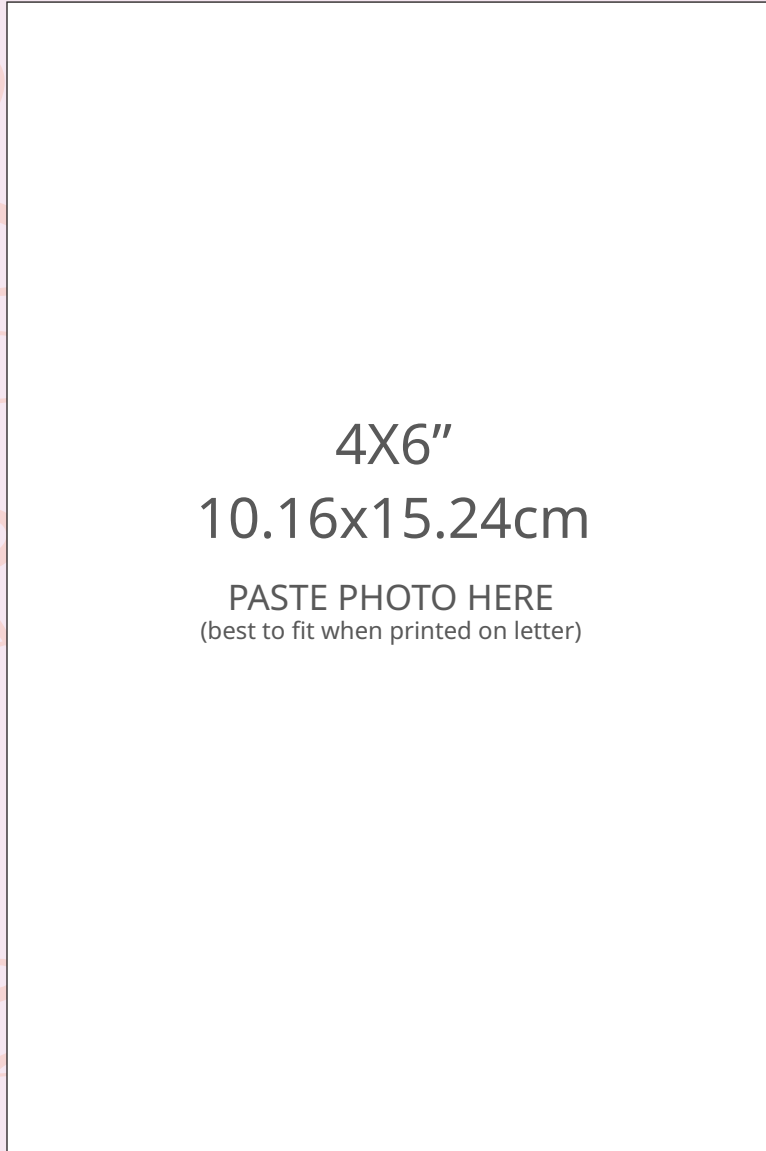 4X6”
10.16x15.24cm
PASTE PHOTO HERE
(best to fit when printed on letter)